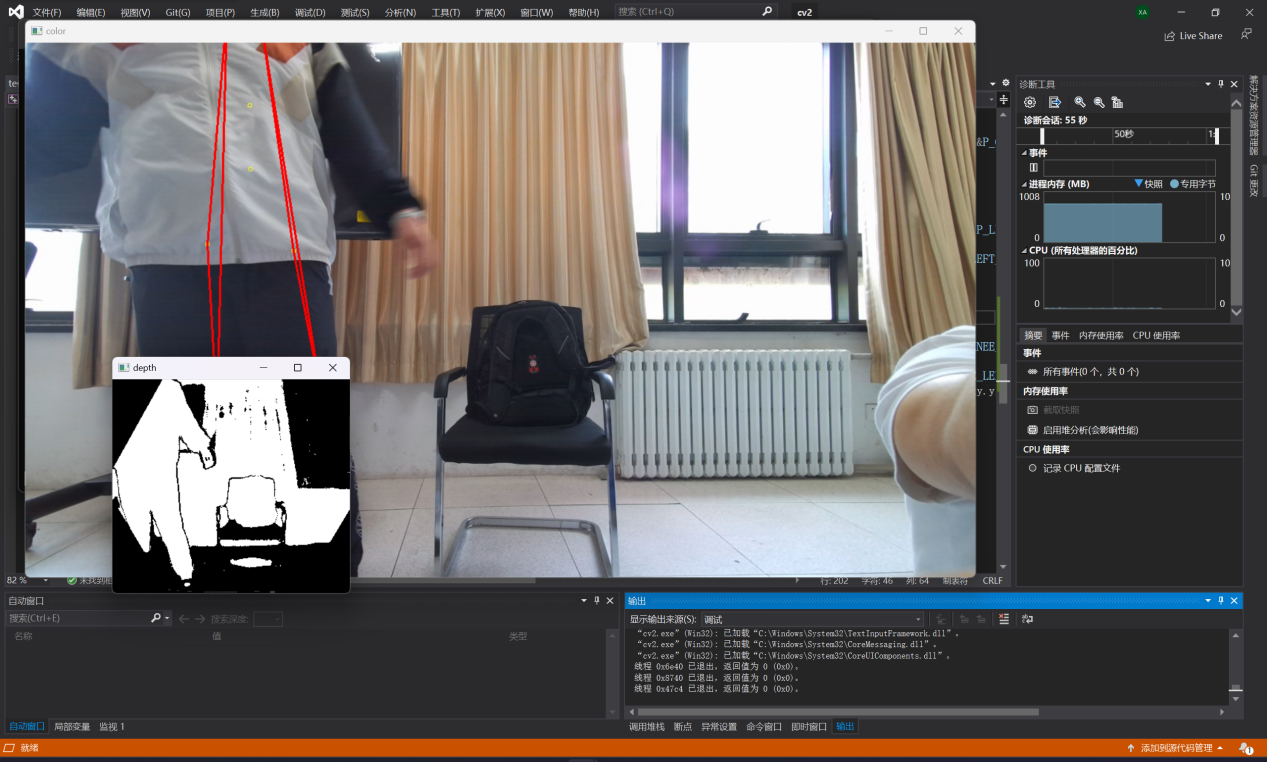 文件(F) 编辑(E) 视图(V) Git(G) 项目(P) 生成(B) 调试(D) 测试(S) 分析(N) 工具(T) 扩展(X) 窗口(W) 帮助(H) 搜索 (Ctrl+Q) cv2 XA
color
Live Share
诊断工具
诊断会话: 55 秒
50秒
事件
进程内存 (MB) 快照 专用字节
1008 10
0 0
CPU (所有处理器的百分比)
100 10
0 0
摘要 事件 内存使用率 CPU 使用率
事件
所有事件(0 个，共 0 个)
内存使用率
截取快照
启用堆分析(会影响性能)
CPU 使用率
记录 CPU 配置文件
解决方案资源管理器
Git 更改
depth
82 %
行: 202 字符: 46 列: 64 制表符 CRLF
自动窗口
搜索(Ctrl+E) 搜索深度:
名称 值 类型
自动窗口 局部变量 监视 1
输出
显示输出来源(S): 调试
“cv2.exe”(Win32): 已加载“C:\Windows\System32\TextInputFramework.dll”。
“cv2.exe”(Win32): 已加载“C:\Windows\System32\CoreMessaging.dll”。
“cv2.exe”(Win32): 已加载“C:\Windows\System32\CoreUIComponents.dll”。
线程 0x6e40 已退出，返回值为 0 (0x0)。
线程 0x8740 已退出，返回值为 0 (0x0)。
线程 0x47c4 已退出，返回值为 0 (0x0)。
调用堆栈 断点 异常设置 命令窗口 即时窗口 输出
就绪
添加到源代码管理 1